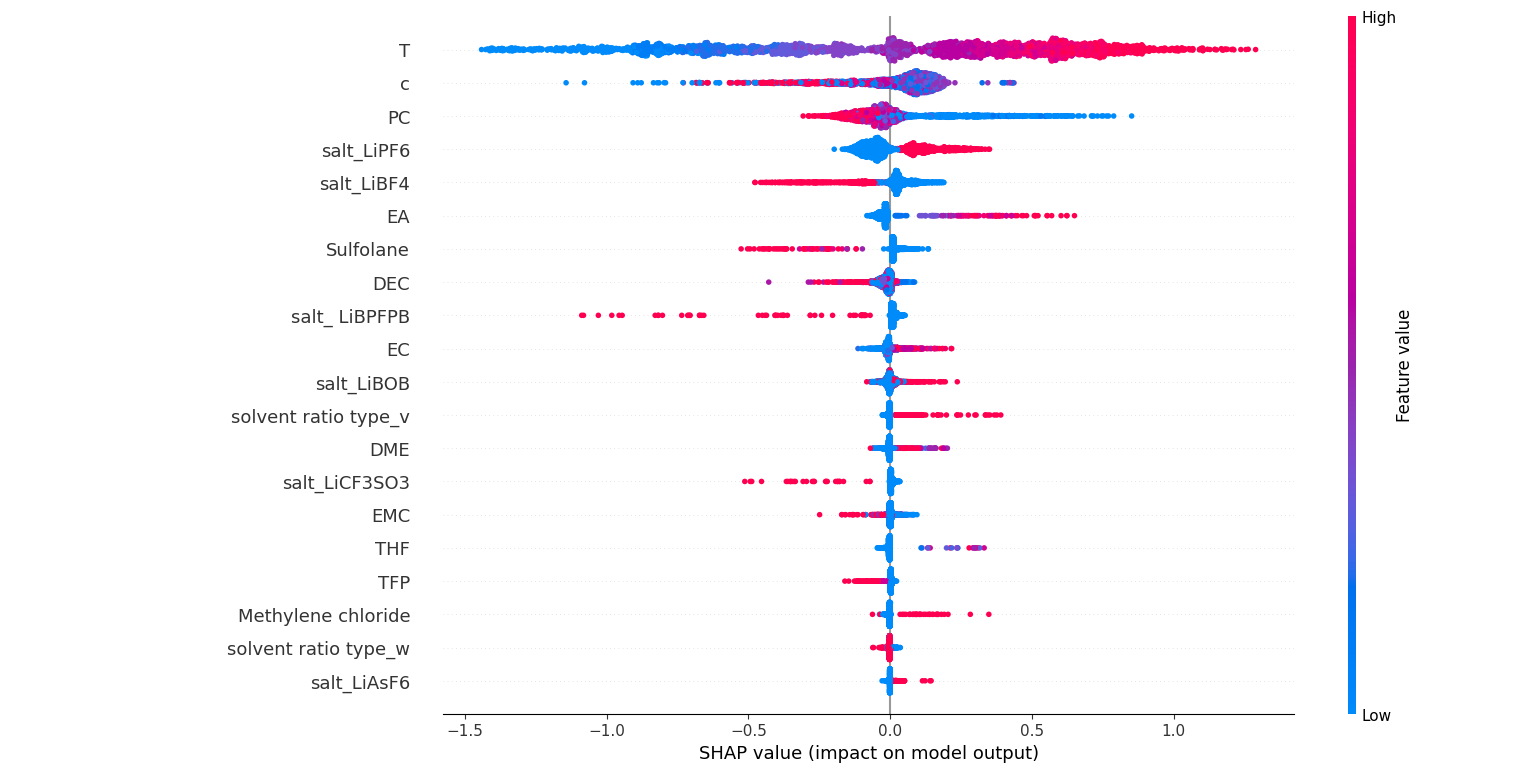 High
T
c
PC
salt_LiPF6
salt_LiBF4
EA
Sulfolane
DEC
salt_ LiBPFPB
EC
salt_LiBOB
solvent ratio type_v
DME
salt_LiCF3SO3
EMC
THF
TFP
Methylene chloride
solvent ratio type_w
salt_LiAsF6
Feature value
Low
−1.5 −1.0 −0.5 0.0 0.5 1.0
SHAP value (impact on model output)